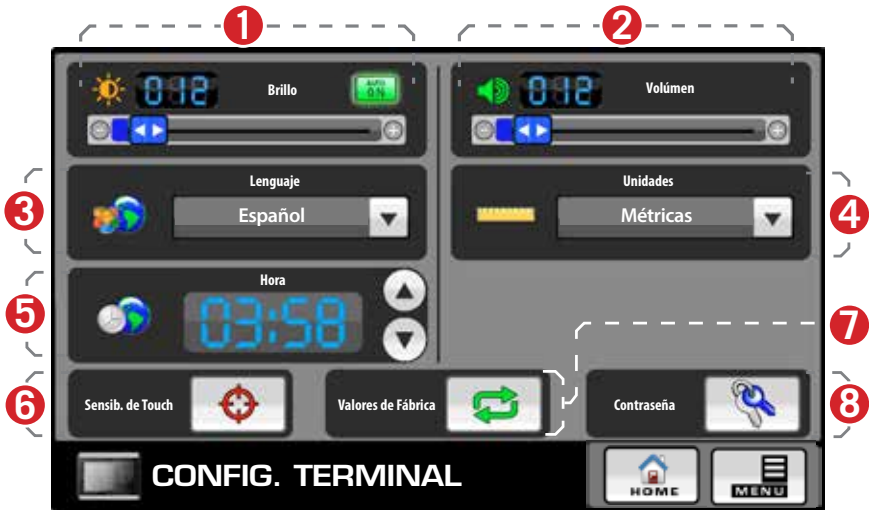 1
2
012
Brillo
AUTO
012
Volúmen
3
Lenguaje
Español
Unidades
Métricas
4
5
Hora
03:58
7
6
Sensib. de Touch
Valores de Fábrica
Contraseña
8
CONFIG. TERMINAL
HOME
MENU